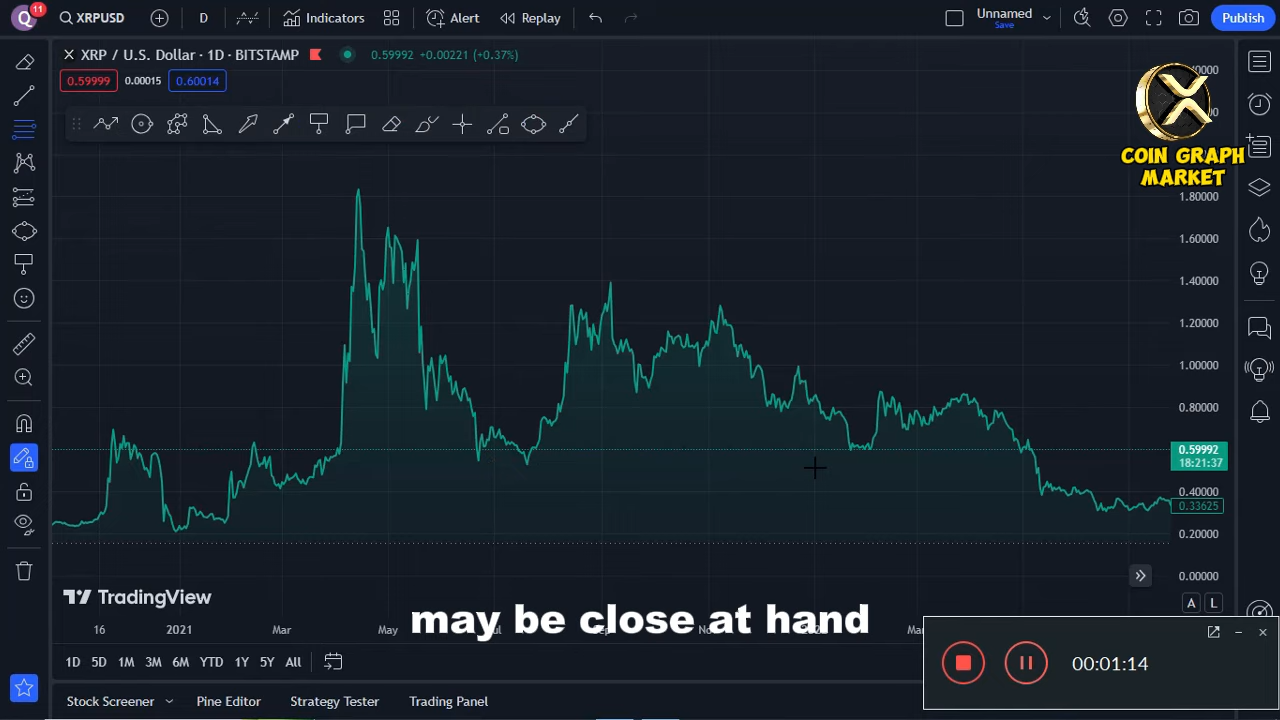 Q
11
XRPUSD
D
Indicators
Alert
Replay
Unnamed
Save
Publish
XRP / U.S. Dollar · 1D · BITSTAMP
0.59992 +0.00221 (+0.37%)
0.59999
0.00015
0.60014
COIN GRAPH
MARKET
1.80000
1.60000
1.40000
1.20000
1.00000
0.80000
0.59992
18:21:37
0.40000
0.33625
0.20000
0.00000
TradingView
may be close at hand
A
L
16
2021
Mar
May
Sep
1D
5D
1M
3M
6M
YTD
1Y
5Y
All
00:01:14
Stock Screener
Pine Editor
Strategy Tester
Trading Panel